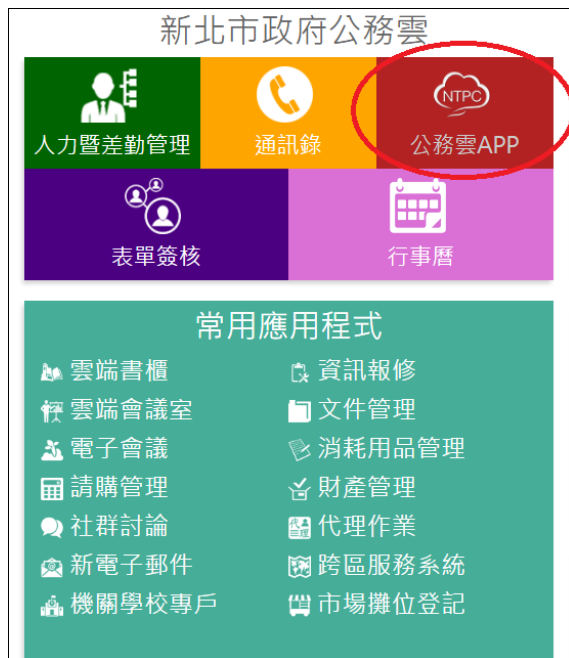 新北市政府公務雲
人力暨差勤管理
通訊錄
NTPC
公務雲APP
表單簽核
行事曆
常用應用程式
雲端書櫃
資訊報修
雲端會議室
文件管理
電子會議
消耗用品管理
請購管理
財產管理
社群討論
代理作業
新電子郵件
跨區服務系統
機關學校專戶
市場攤位登記